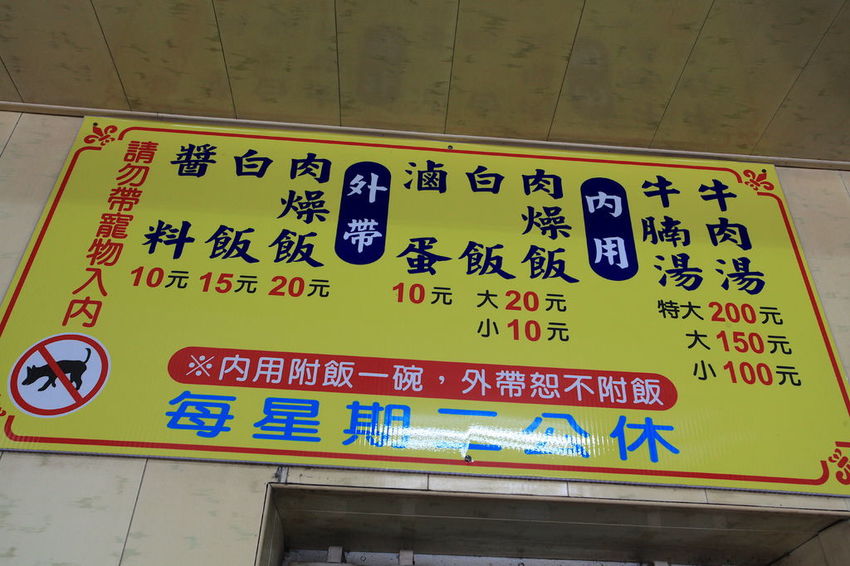 牛肉湯
牛腩湯
特大200元
大150元
小100元
內用
肉燥飯
白飯
大20元
小10元
滷蛋
10元
外帶
肉燥飯
20元
白飯
15元
醬料
10元
請勿帶寵物入內
※內用附飯一碗，外帶恕不附飯
每星期二公休